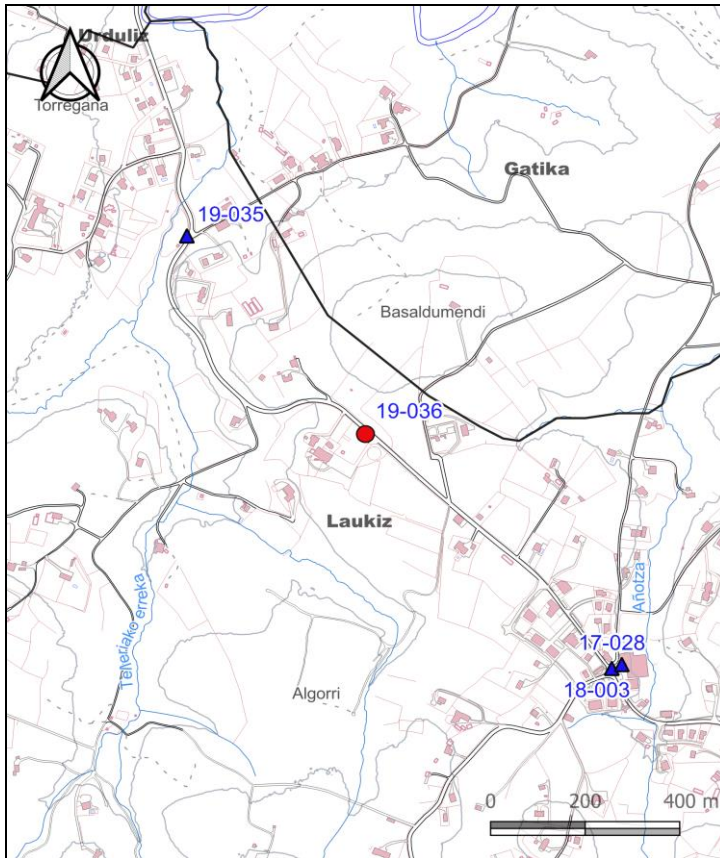 Urduliz
Torregana
Gatika
19-035
Basaldumendi
19-036
Laukiz
Telleriako erreka
Añotza
17-028
18-003
Algorri
0 200 400 m